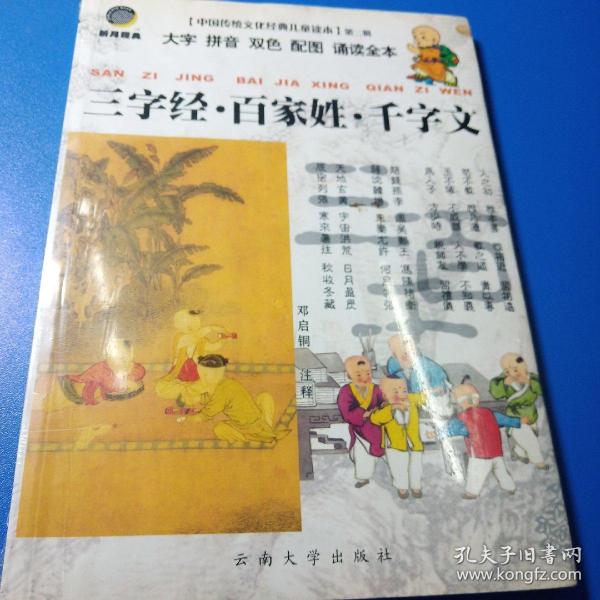 【中国传统文化经典儿童读本】第二辑
新月经典
大字 拼音 双色 配图 诵读全本
SAN ZI JING BAI JIA XING QIAN ZI WEN
三字经·百家姓·千字文
天地玄黄 宇宙洪荒 日月盈昃
辰宿列张 寒来暑往 秋收冬藏
邓启铜 注释
云南大学出版社
孔夫子旧书网
www.kongfz.com